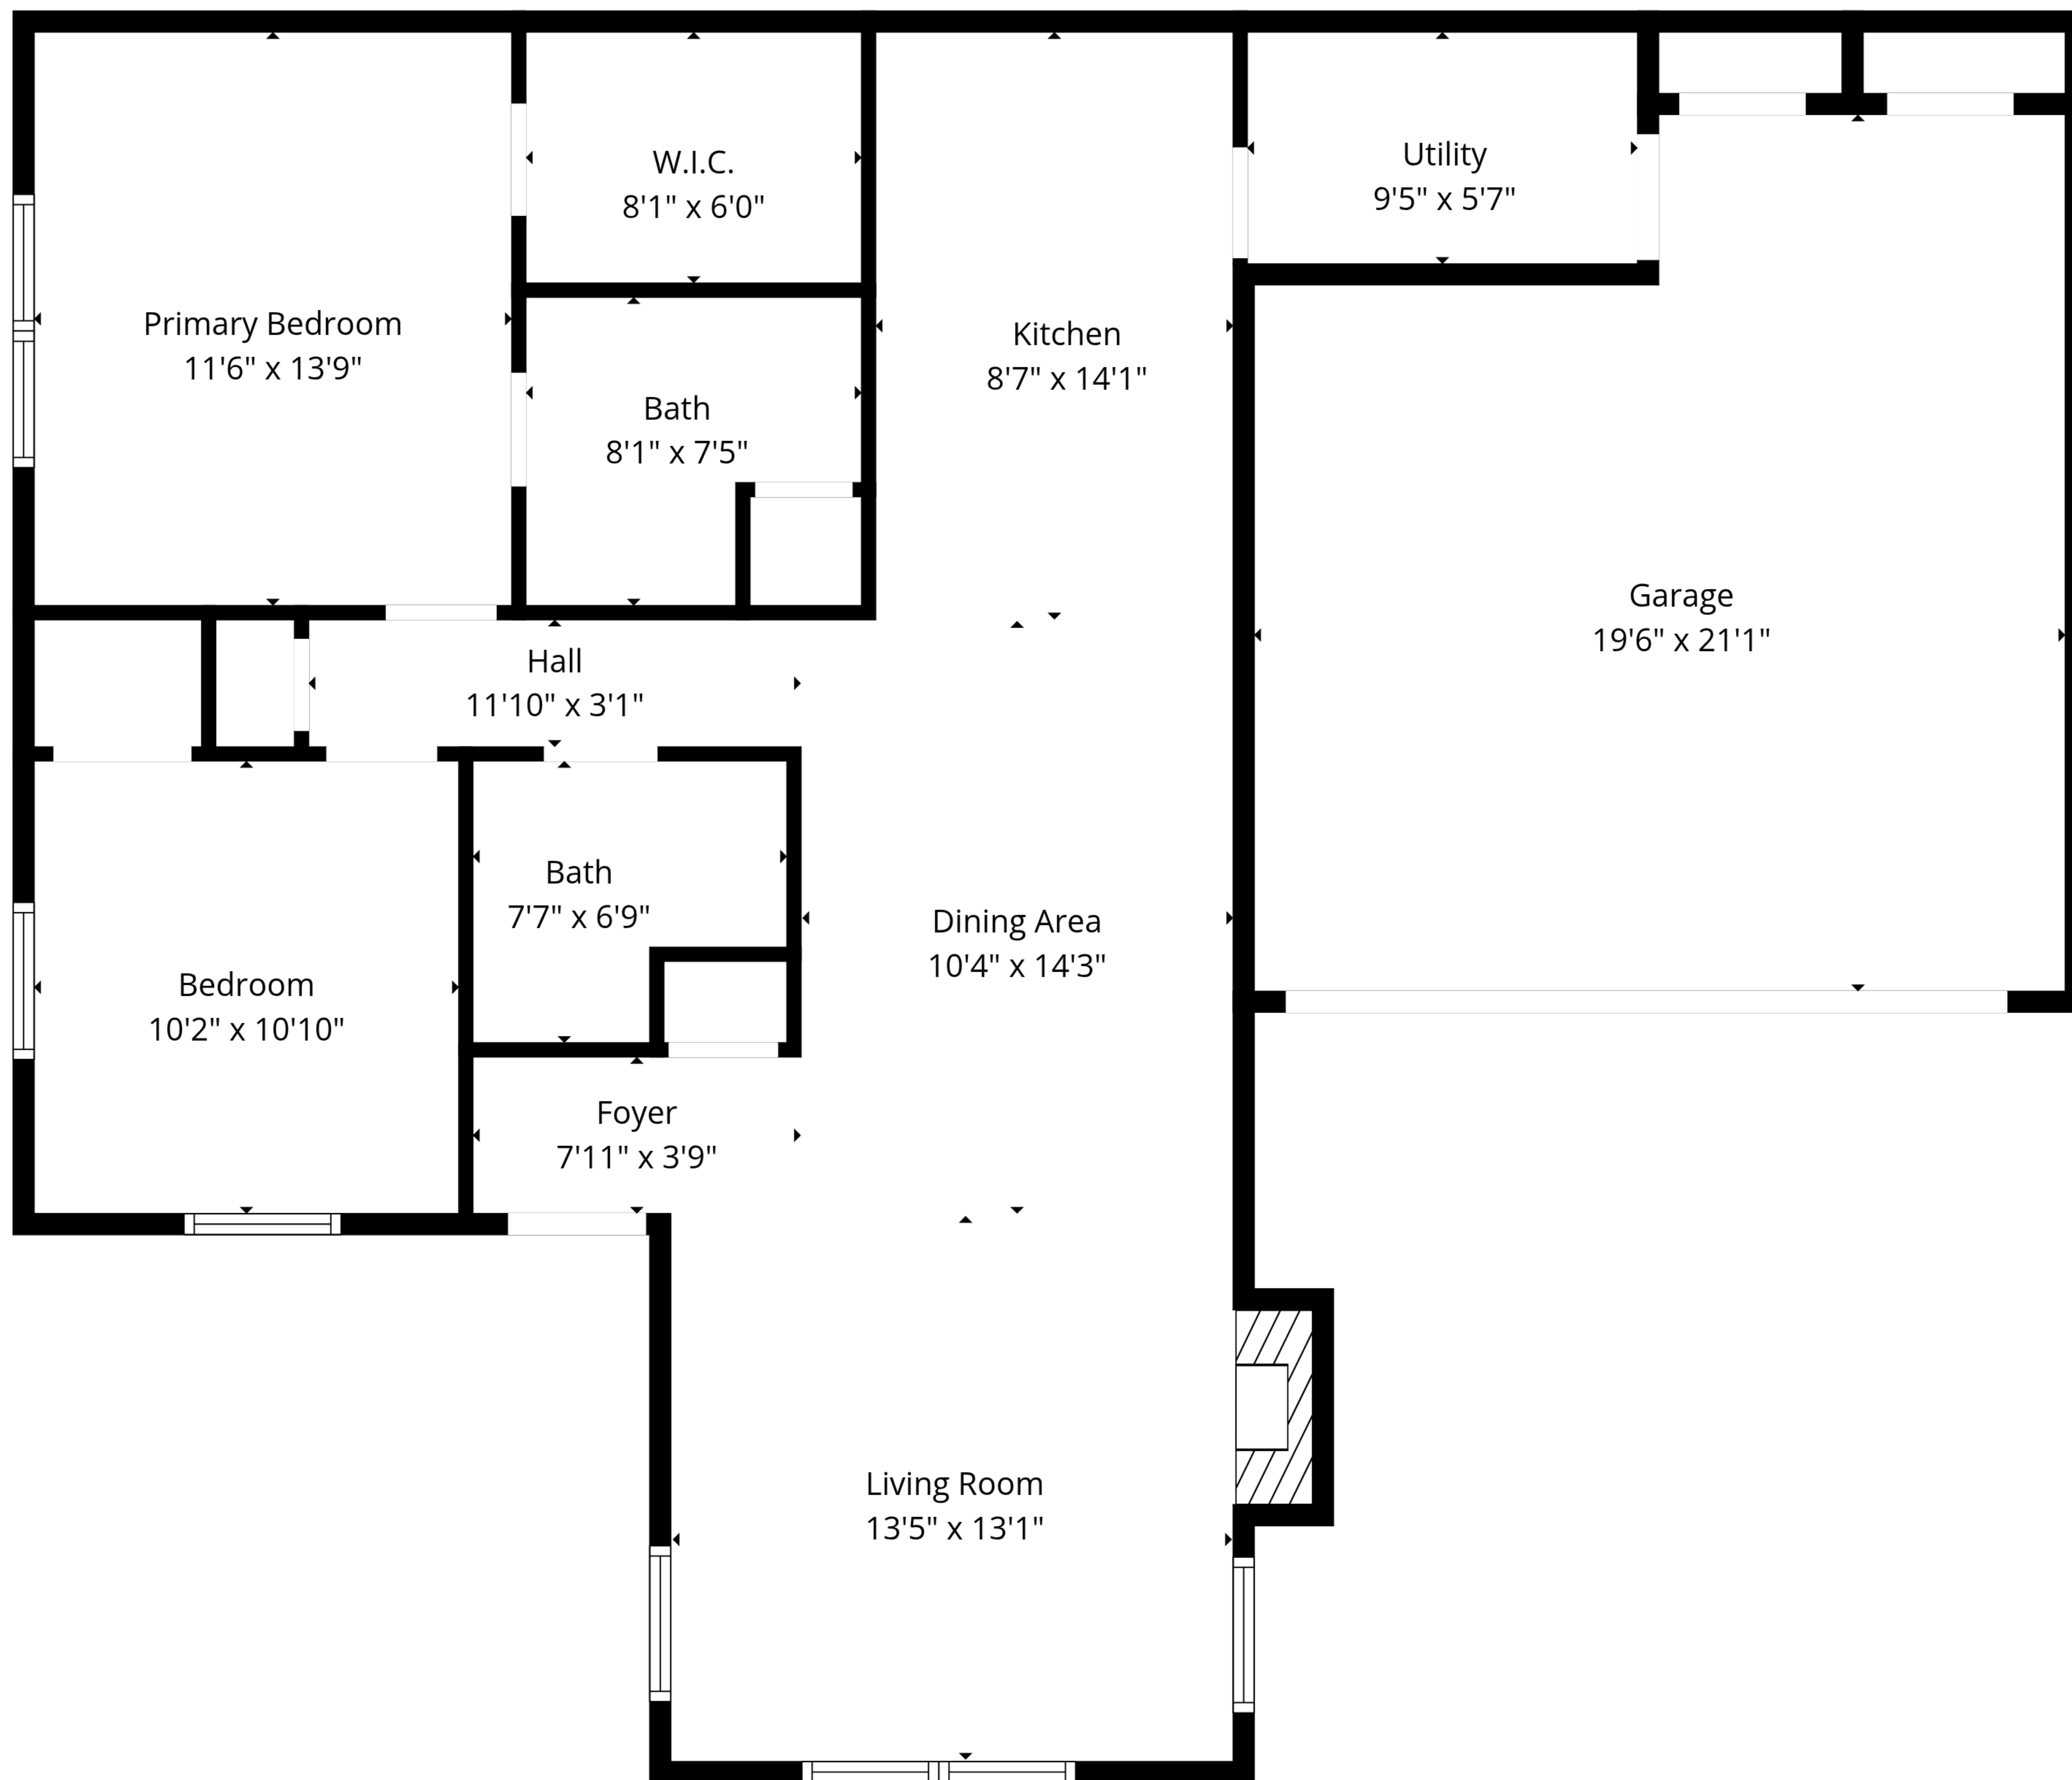 W.I.C.
8'1" x 6'0"
Utility
9'5" x 5'7"
Primary Bedroom
11'6" x 13'9"
Kitchen
8'7" x 14'1"
Bath
8'1" x 7'5"
Garage
19'6" x 21'1"
Hall
11'10" x 3'1"
Bath
7'7" x 6'9"
Dining Area
10'4" x 14'3"
Bedroom
10'2" x 10'10"
Foyer
7'11" x 3'9"
Living Room
13'5" x 13'1"